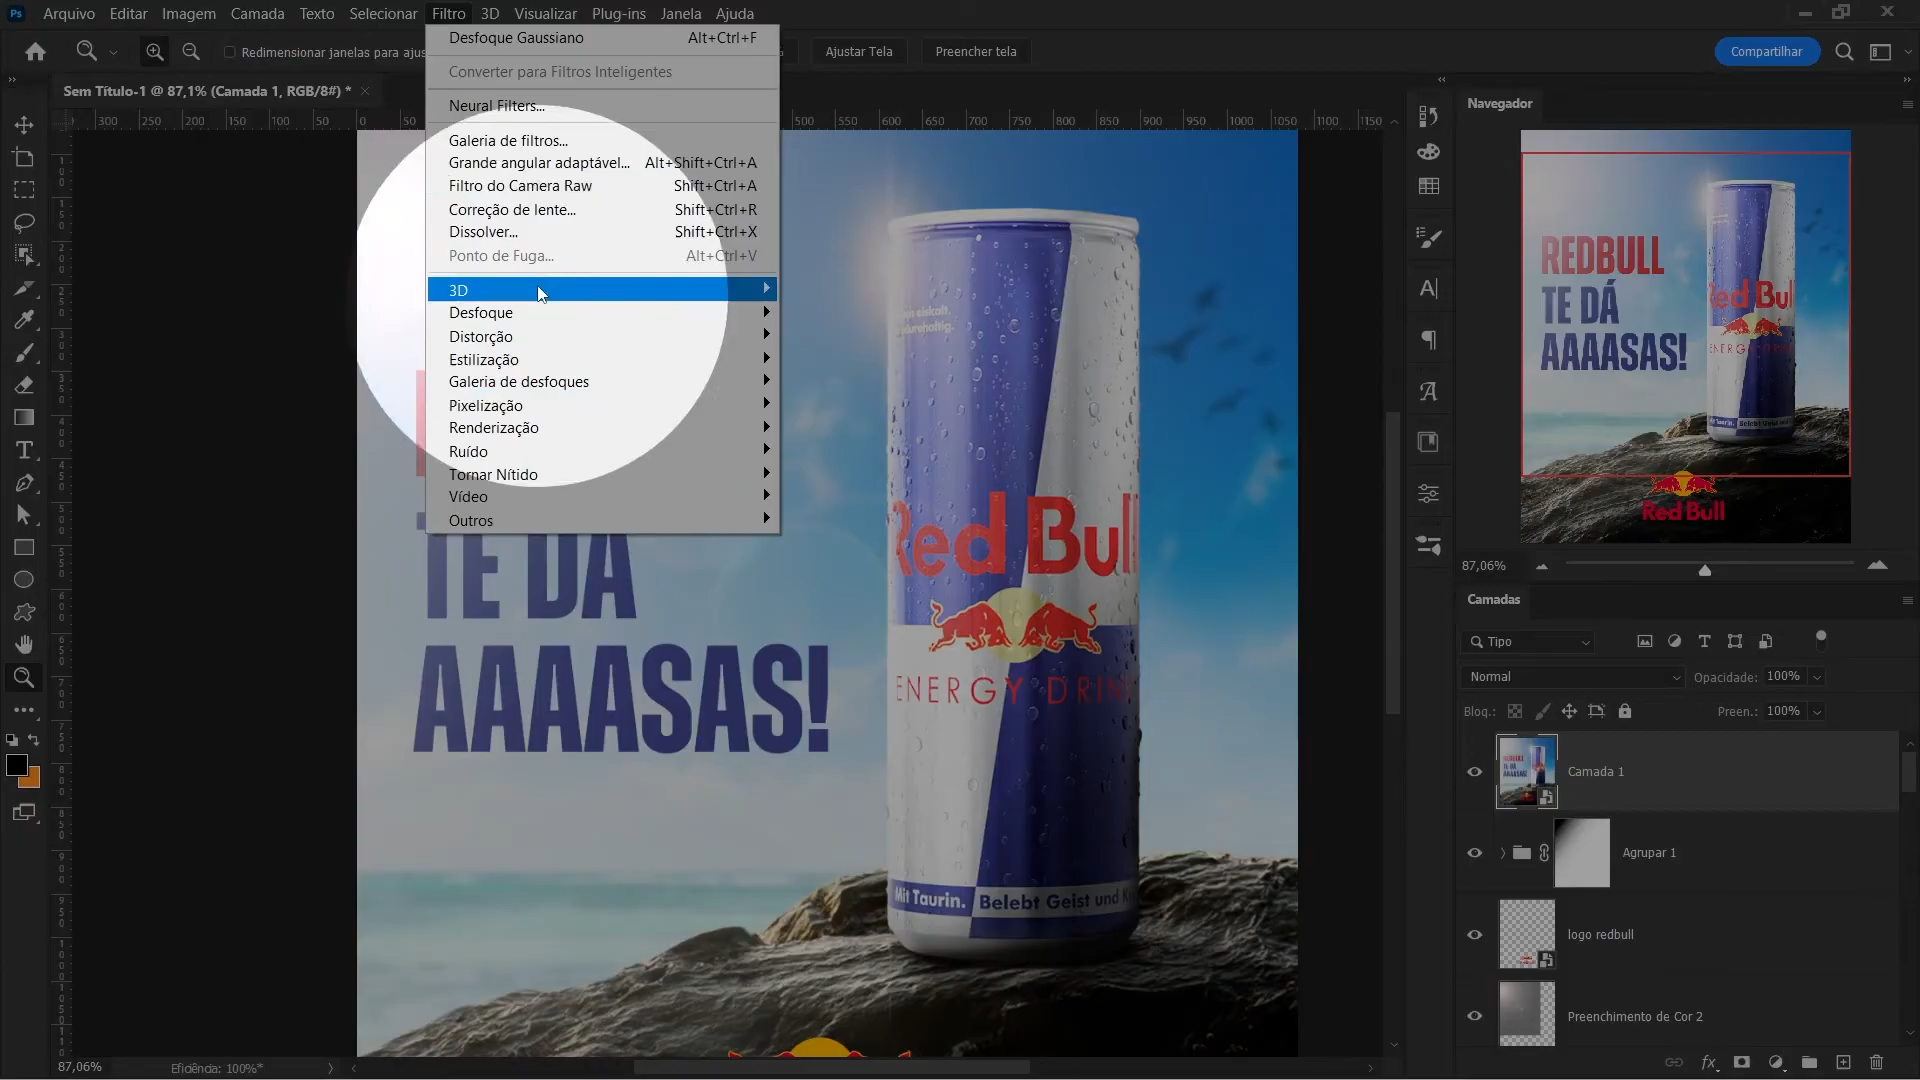 Ps Arquivo Editar Imagem Camada Texto Selecionar Filtro 3D Visualizar Plug-ins Janela Ajuda
Redimensionar janelas para ajus
Ajustar Tela
Preencher tela
Compartilhar
Sem Título-1 @ 87,1% (Camada 1, RGB/8#) *
Desfoque Gaussiano Alt+Ctrl+F
Converter para Filtros Inteligentes
Neural Filters...
Galeria de filtros...
Grande angular adaptável... Alt+Shift+Ctrl+A
Filtro do Camera Raw Shift+Ctrl+A
Correção de lente... Shift+Ctrl+R
Dissolver... Shift+Ctrl+X
Ponto de Fuga... Alt+Ctrl+V
3D
Desfoque
Distorção
Estilização
Galeria de desfoques
Pixelização
Renderização
Ruído
Tornar Nítido
Vídeo
Outros
300 250 200 150 100 50 0 50
500 550 600 650 700 750 800 850 900 950 1000 1050 1100 1150
TE DÁ
AAAASAS!
Red Bull
ENERGY DRIN
Mit Taurin. Belebt Geist und K
Navegador
REDBULL
TE DÁ
AAAASAS!
Red Bul
Red Bull
87,06%
Camadas
Tipo
Normal
Opacidade: 100%
Bloq.:
Preen.: 100%
Camada 1
Agrupar 1
logo redbull
Preenchimento de Cor 2
87,06%
Eficiência: 100%*